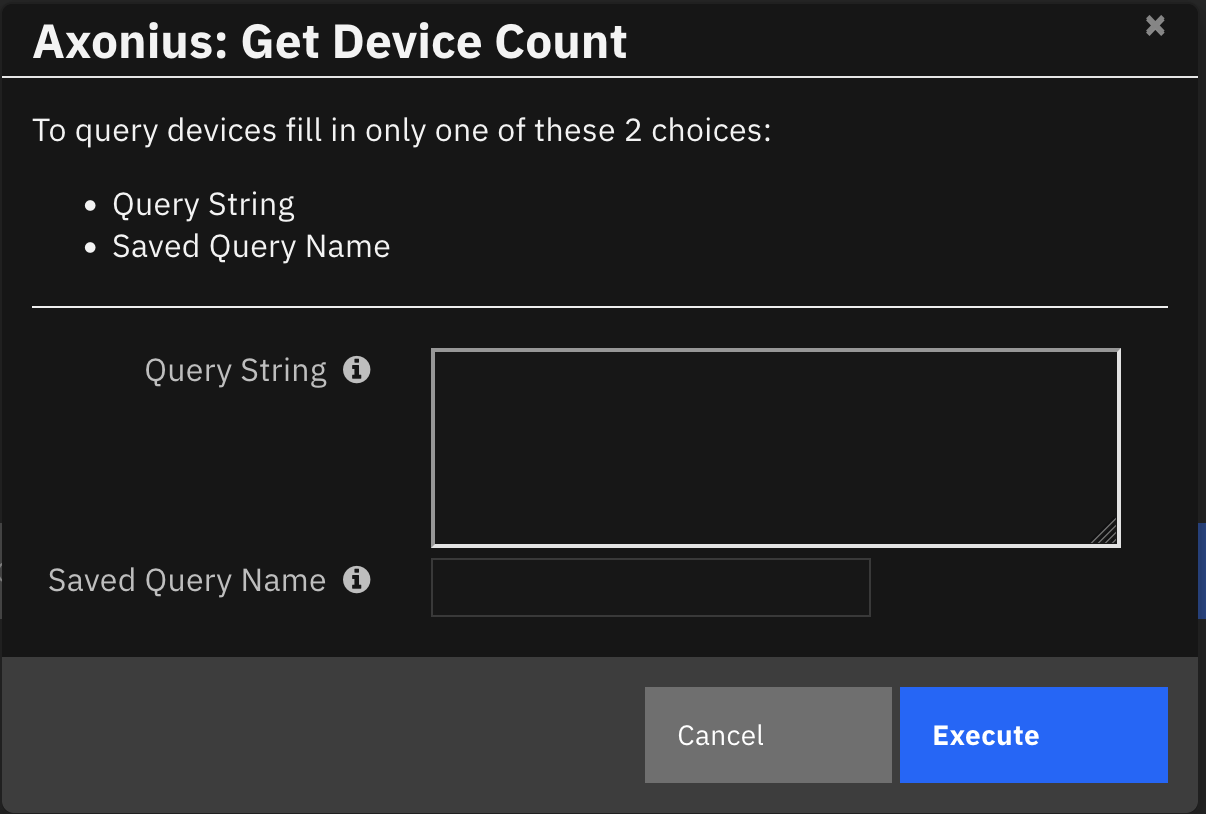 Axonius: Get Device Count
To query devices fill in only one of these 2 choices:
• Query String
• Saved Query Name
Query String
Saved Query Name
Cancel
Execute